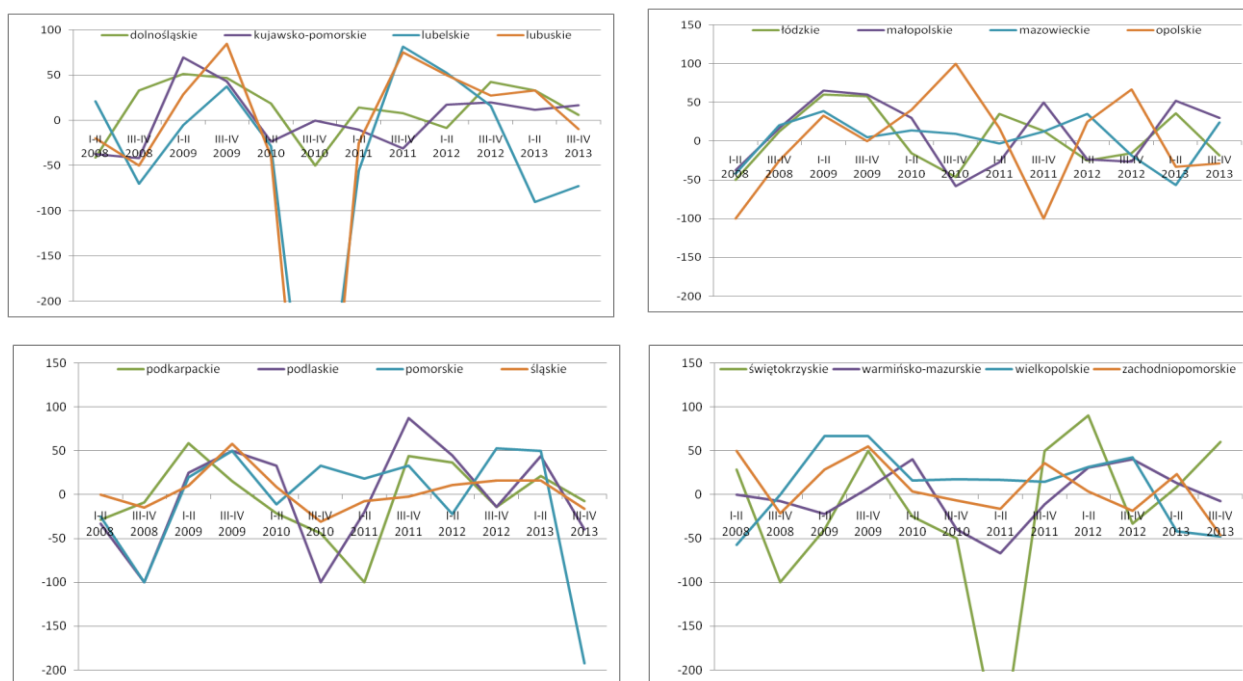 100
dolnośląskie kujawsko-pomorskie lubelskie lubuskie
50
0
I-II III-IV I-II III-IV I-II III-IV I-II III-IV I-II III-IV I-II III-IV
2008 2008 2009 2009 2010 2010 2011 2011 2012 2012 2013 2013
-50
-100
-150
-200
150
łódzkie małopolskie mazowieckie opolskie
100
50
0
I-II III-IV I-II III-IV I-II III-IV I-II III-IV I-II III-IV I-II III-IV
2008 2008 2009 2009 2010 2010 2011 2011 2012 2012 2013 2013
-50
-100
-150
-200
150
podkarpackie podlaskie pomorskie śląskie
100
50
0
I-II III-IV I-II III-IV I-II III-IV I-II III-IV I-II III-IV I-II III-IV
2008 2008 2009 2009 2010 2010 2011 2011 2012 2012 2013 2013
-50
-100
-150
-200
150
świętokrzyskie warmińsko-mazurskie wielkopolskie zachodniopomorskie
100
50
0
I-II III-IV I-II III-IV I-II III-IV I-II III-IV I-II III-IV I-II III-IV
2008 2008 2009 2009 2010 2010 2011 2011 2012 2012 2013 2013
-50
-100
-150
-200